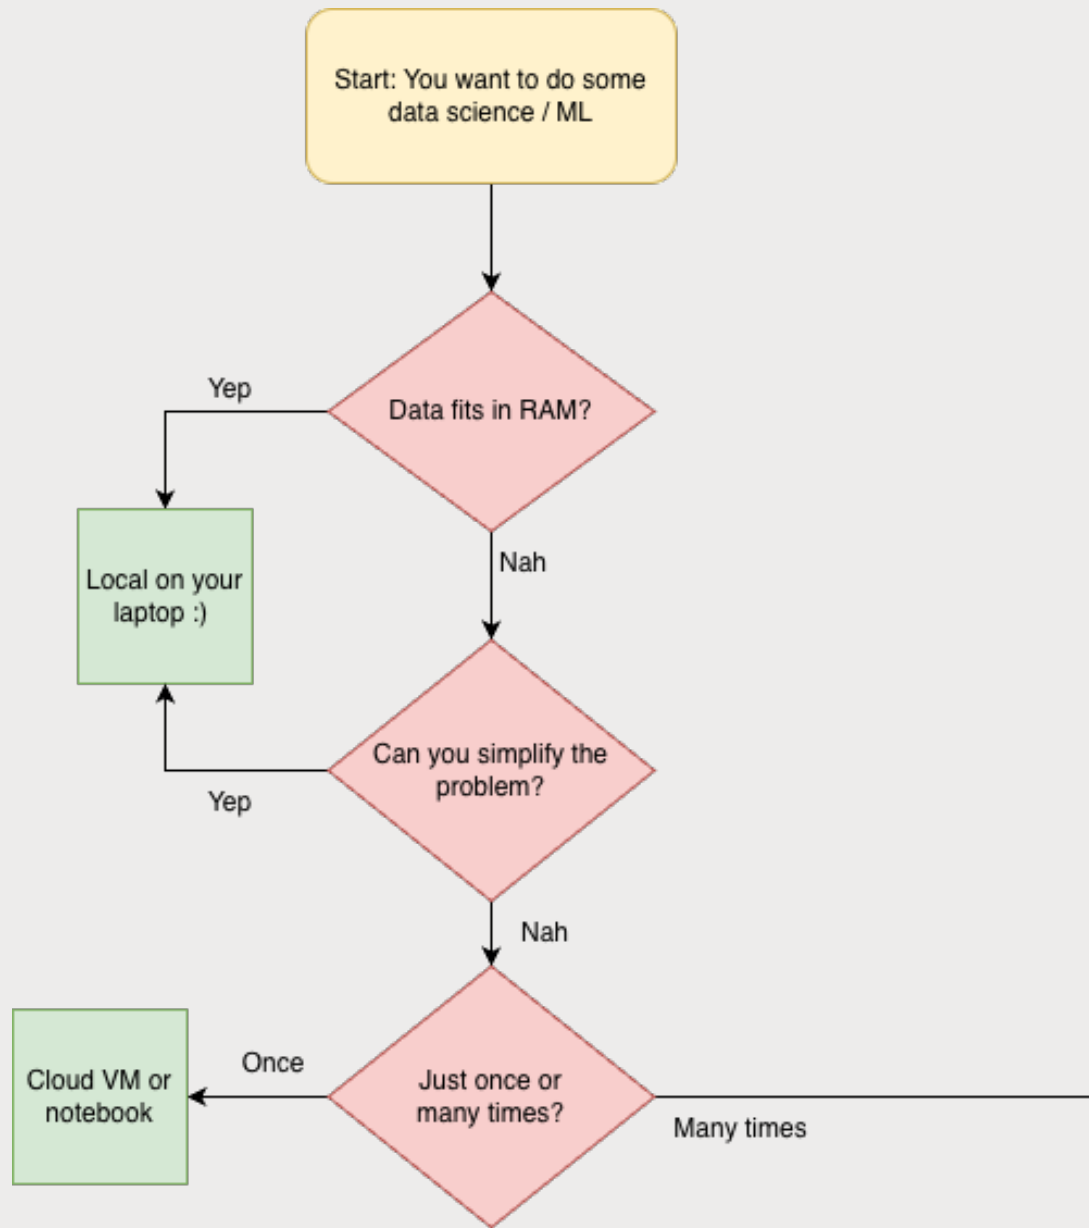 Start: You want to do some
data science / ML
Yep
Data fits in RAM?
Nah
Local on your
laptop :)
Can you simplify the
problem?
Yep
Nah
Once
Cloud VM or
notebook
Just once or
many times?
Many times